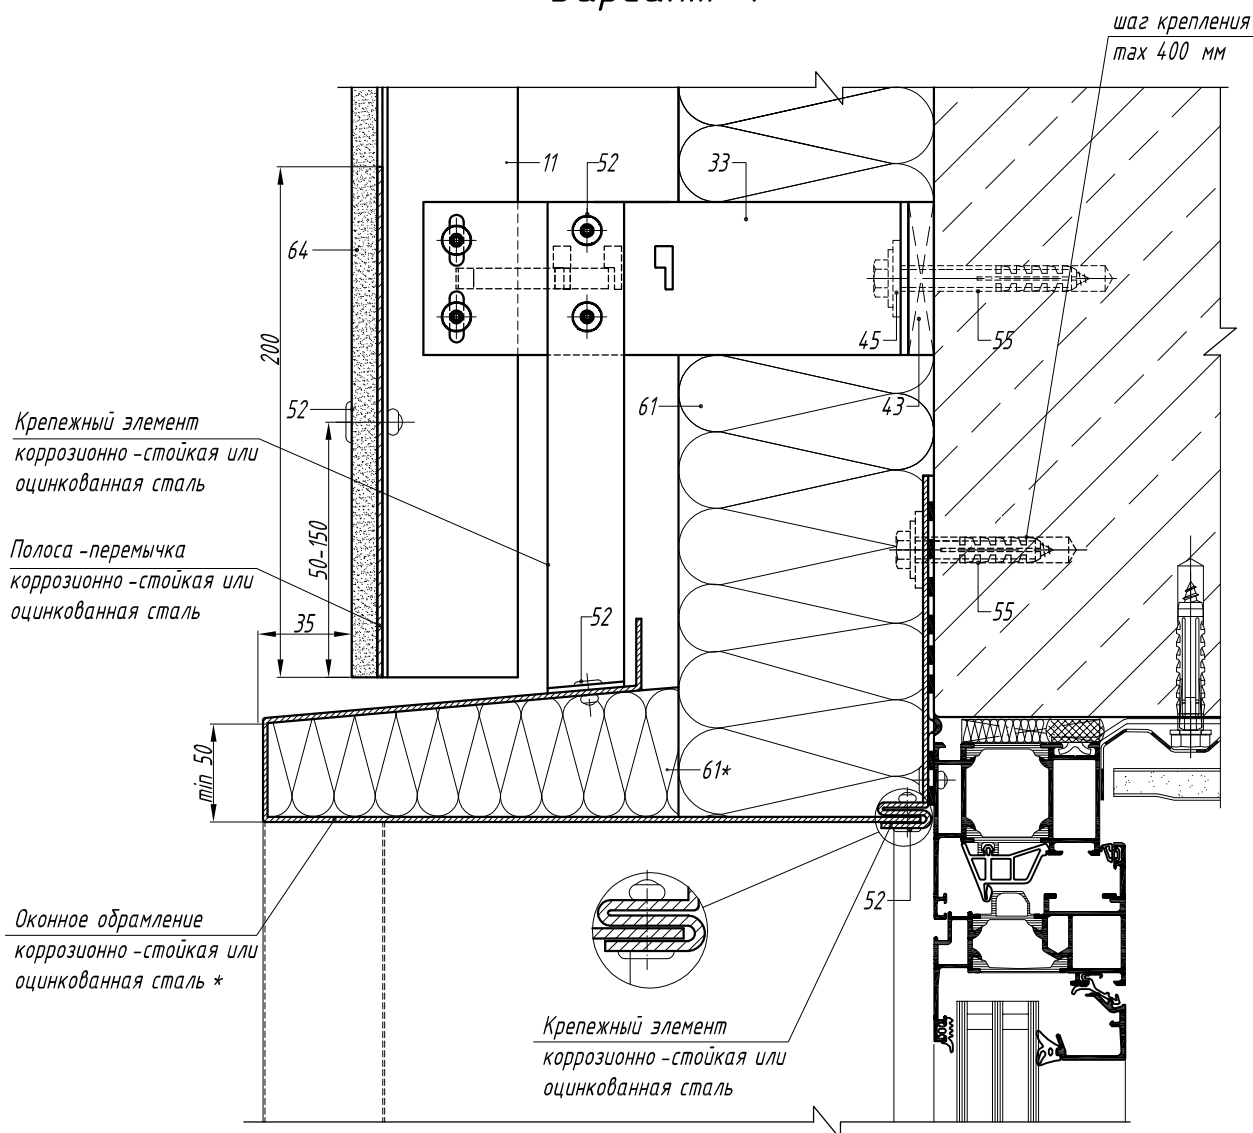 шаг крепления
max 400 мм
11
52
33
64
200
45
55
43
61
52
Крепежный элемент
коррозионно-стойкая или
оцинкованная сталь
50-150
Полоса-перемычка
коррозионно-стойкая или
оцинкованная сталь
35
52
55
min 50
61*
52
Оконное обрамление
коррозионно-стойкая или
оцинкованная сталь *
Крепежный элемент
коррозионно-стойкая или
оцинкованная сталь